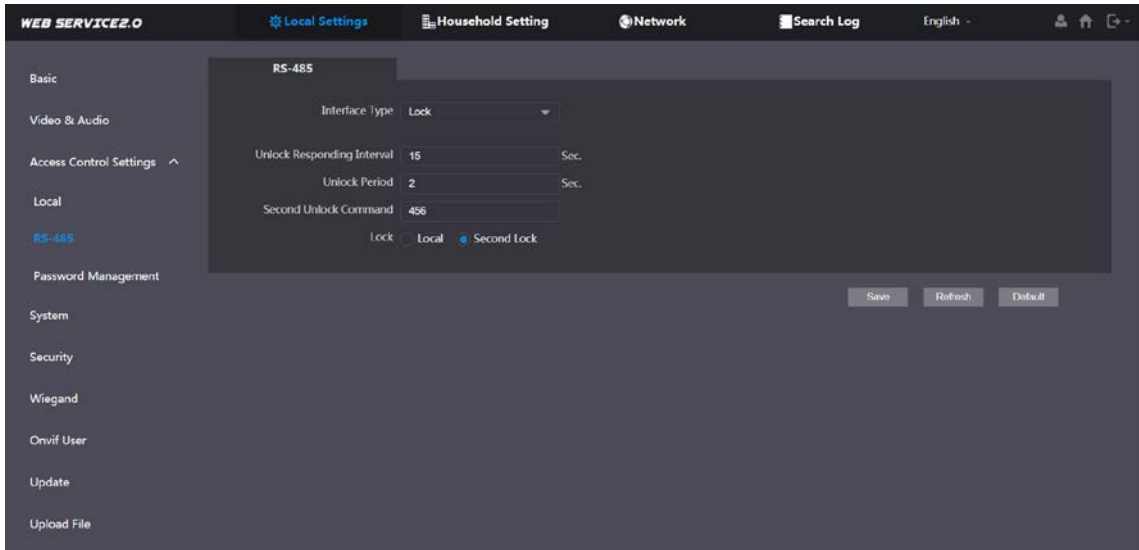 WEB SERVICE2.0 Local Settings Household Setting Network Search Log English
Basic
Video & Audio
Access Control Settings
Local
RS-485
Password Management
System
Security
Wiegand
Onvif User
Update
Upload File
RS-485
Interface Type Lock
Unlock Responding Interval 15 Sec.
Unlock Period 2 Sec.
Second Unlock Command 456
Lock Local Second Lock
Save Refresh Default